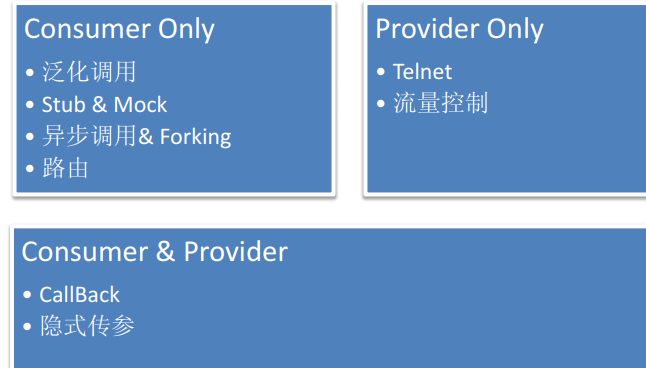 Consumer Only
• 泛化调用
• Stub & Mock
• 异步调用& Forking
• 路由
Provider Only
• Telnet
• 流量控制
Consumer & Provider
• CallBack
• 隐式传参